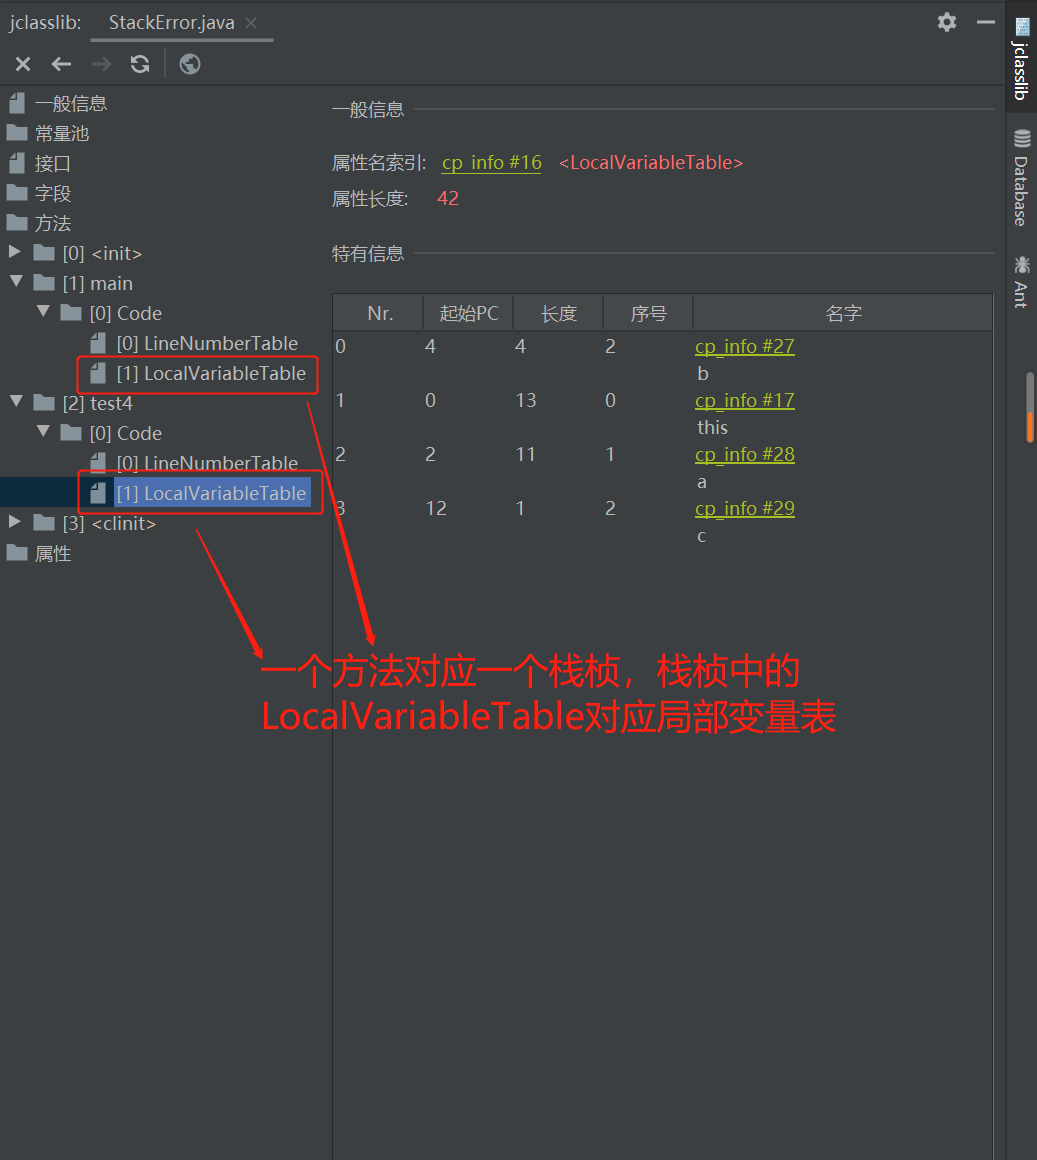 jclasslib:
StackError.java
一般信息
常量池
接口
字段
方法
[0] <init>
[1] main
[0] Code
[0] LineNumberTable
[1] LocalVariableTable
[2] test4
[0] Code
[0] LineNumberTable
[1] LocalVariableTable
[3] <clinit>
属性
一般信息
属性名索引: cp_info #16 <LocalVariableTable>
属性长度: 42
特有信息
Nr. 起始PC 长度 序号 名字
0 4 4 2 cp_info #27
b
1 0 13 0 cp_info #17
this
2 2 11 1 cp_info #28
a
3 12 1 2 cp_info #29
c
一个方法对应一个栈桢，栈桢中的
LocalVariableTable对应局部变量表
jclasslib
Database
Ant